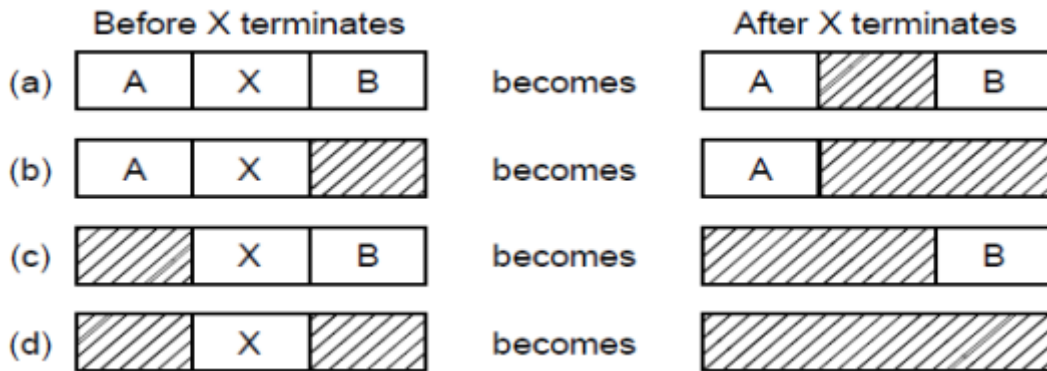 Before X terminates After X terminates
(a) A X B becomes A B
(b) A X becomes A
(c) X B becomes B
(d) X becomes